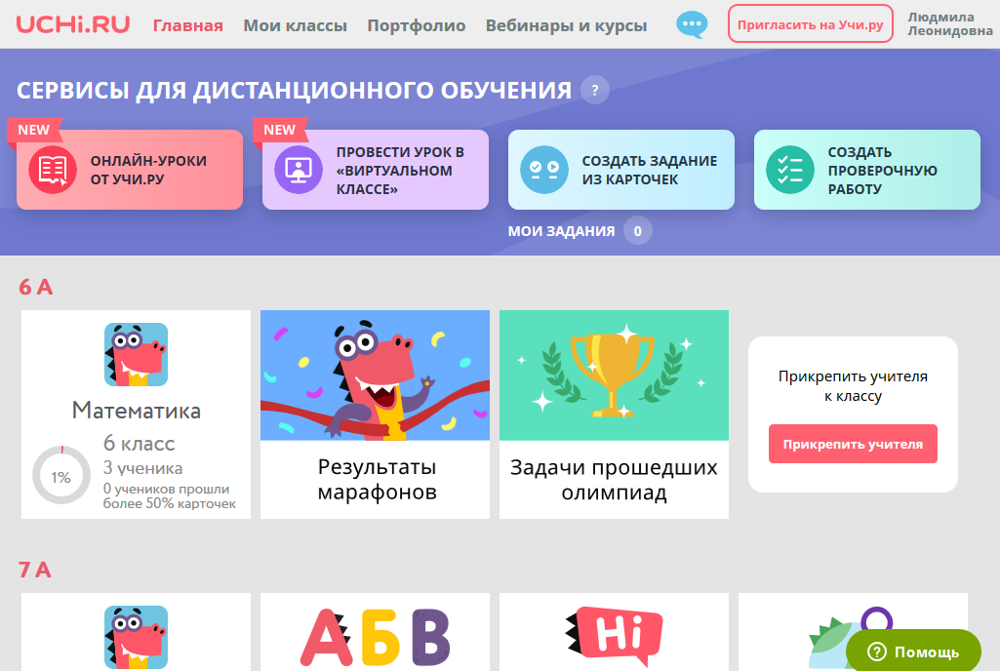 UCHi.RU Главная Мои классы Портфолио Вебинары и курсы Пригласить на Учи.ру Людмила
Леонидовна
СЕРВИСЫ ДЛЯ ДИСТАНЦИОННОГО ОБУЧЕНИЯ ?
NEW
ОНЛАЙН-УРОКИ
ОТ УЧИ.РУ
NEW
ПРОВЕСТИ УРОК В
«ВИРТУАЛЬНОМ
КЛАССЕ»
СОЗДАТЬ ЗАДАНИЕ
ИЗ КАРТОЧЕК
СОЗДАТЬ
ПРОВЕРОЧНУЮ
РАБОТУ
МОИ ЗАДАНИЯ 0
6 А
Математика
6 класс
3 ученика
1%
0 учеников прошли
более 50% карточек
Результаты
марафонов
Задачи прошедших
олимпиад
Прикрепить учителя
к классу
Прикрепить учителя
7 А
АБВ
Hi
? Помощь